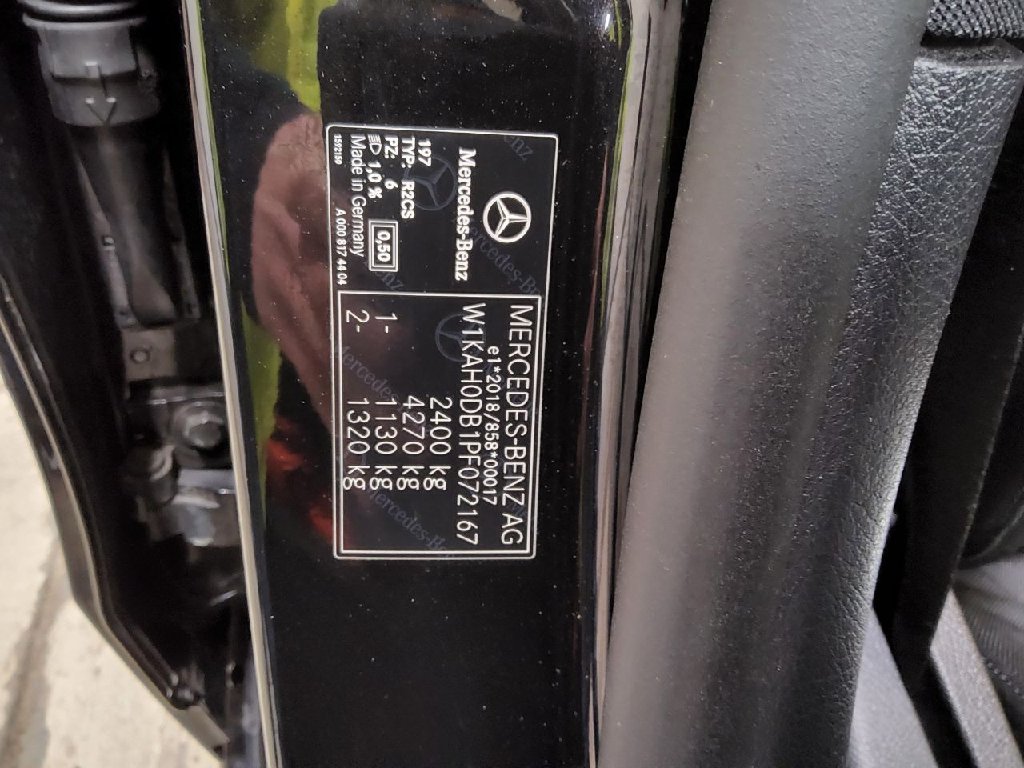 Mercedes-Benz
197
TYP: R2CS
PZ: 6
1,0 % 0,50
Made in Germany
1592159 A 000 817 44 04
MERCEDES-BENZ AG
e1*2018/858*00017
W1KAH0DB1PF072167
2400 kg
4270 kg
1- 1130 kg
2- 1320 kg